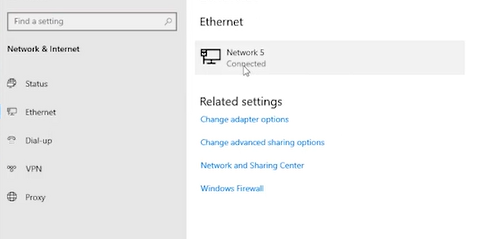 Find a setting
Network & Internet
Status
Ethernet
Dial-up
VPN
Proxy
Ethernet
Network 5
Connected
Related settings
Change adapter options
Change advanced sharing options
Network and Sharing Center
Windows Firewall